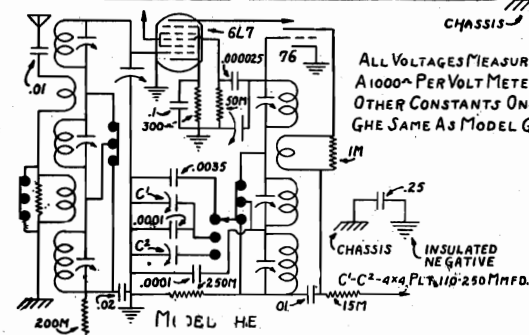 CHASSIS
6L7
.000025
76
.01
.1
300~
50M
ALL VOLTAGES MEASUR
A 1000~ PER VOLT METE
OTHER CONSTANTS ON
GHE SAME AS MODEL G
1M
.0035
C¹
.0001
C²
.25
CHASSIS
INSULATED
NEGATIVE
.0001
250M
C¹-C²-4x4, PLT, 110-250 MMFD.
.02
.01
15M
200M
MODEL HE